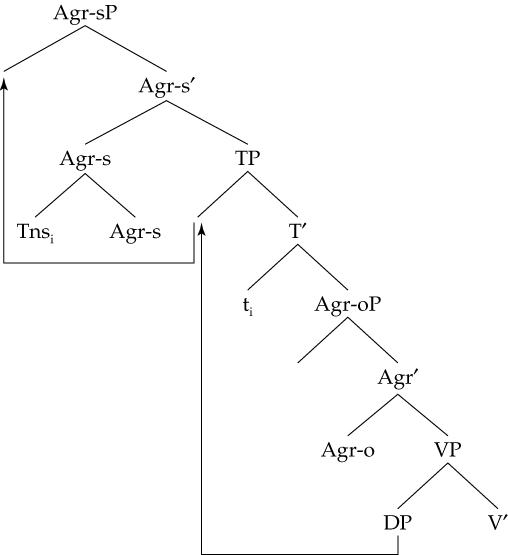 Agr-sP
Agr-s′
Agr-s TP
Tnsi Agr-s T′
ti Agr-oP
Agr′
Agr-o VP
DP V′